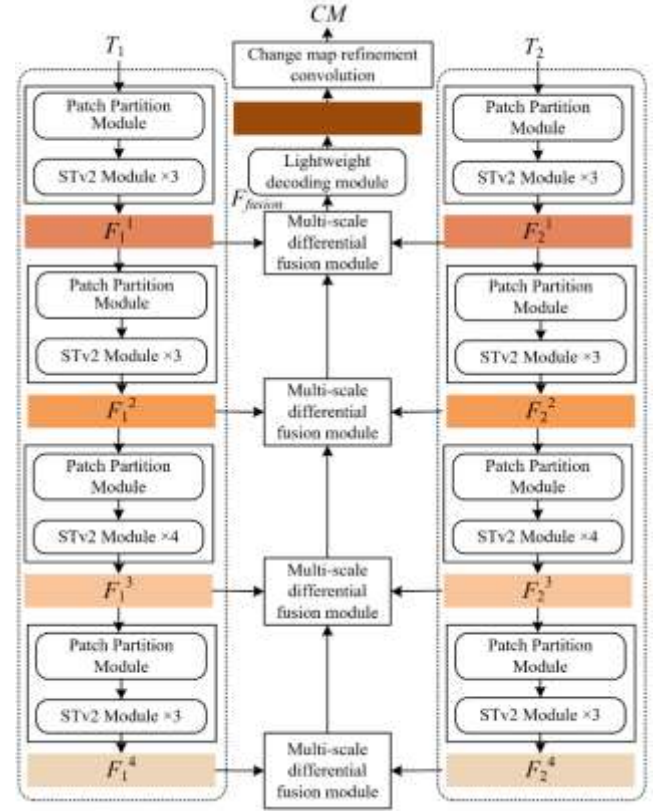 CM
Change map refinement
convolution
T₁
Patch Partition
Module
STv2 Module ×3
F₁¹
Patch Partition
Module
STv2 Module ×3
F₁²
Patch Partition
Module
STv2 Module ×4
F₁³
Patch Partition
Module
STv2 Module ×3
F₁⁴
Lightweight
decoding module
F_fusion
Multi-scale
differential
fusion module
Multi-scale
differential
fusion module
Multi-scale
differential
fusion module
Multi-scale
differential
fusion module
T₂
Patch Partition
Module
STv2 Module ×3
F₂¹
Patch Partition
Module
STv2 Module ×3
F₂²
Patch Partition
Module
STv2 Module ×4
F₂³
Patch Partition
Module
STv2 Module ×3
F₂⁴